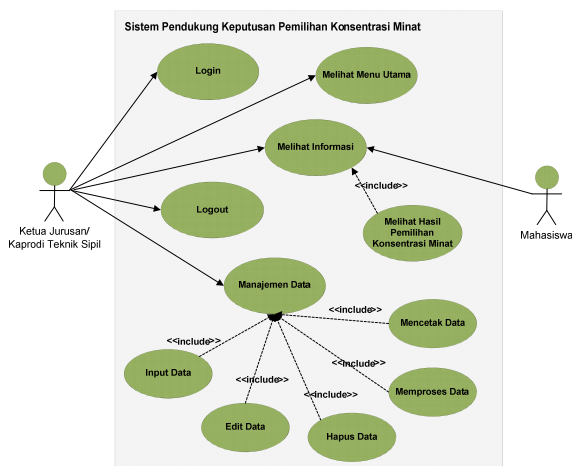 Sistem Pendukung Keputusan Pemilihan Konsentrasi Minat
Login
Melihat Menu Utama
Melihat Informasi
<<include>>
Logout
Melihat Hasil
Pemilihan
Konsentrasi Minat
Ketua Jurusan/
Kaprodi Teknik Sipil
Mahasiswa
Manajemen Data
<<include>>
Mencetak Data
<<include>>
Input Data
<<include>>
<<include>>
<<include>>
Memproses Data
Edit Data
Hapus Data